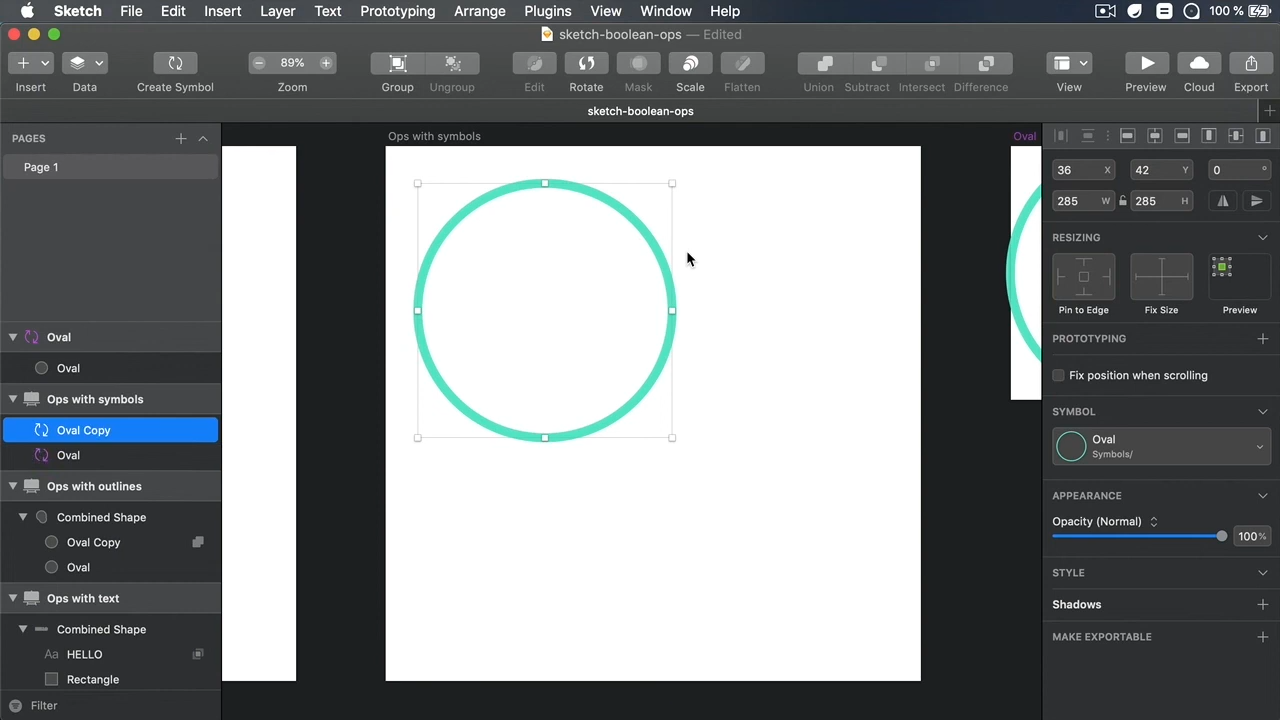 Sketch File Edit Insert Layer Text Prototyping Arrange Plugins View Window Help 100 %
sketch-boolean-ops — Edited
89%
Insert Data Create Symbol Zoom Group Ungroup Edit Rotate Mask Scale Flatten Union Subtract Intersect Difference View Preview Cloud Export
sketch-boolean-ops
PAGES
Page 1
Oval
Oval
Ops with symbols
Oval Copy
Oval
Ops with outlines
Combined Shape
Oval Copy
Oval
Ops with text
Combined Shape
Aa HELLO
Rectangle
Filter
Ops with symbols
Oval
36 X 42 Y 0 °
285 W 285 H
RESIZING
Pin to Edge Fix Size Preview
PROTOTYPING
Fix position when scrolling
SYMBOL
Oval
Symbols/
APPEARANCE
Opacity (Normal)
100%
STYLE
Shadows
MAKE EXPORTABLE